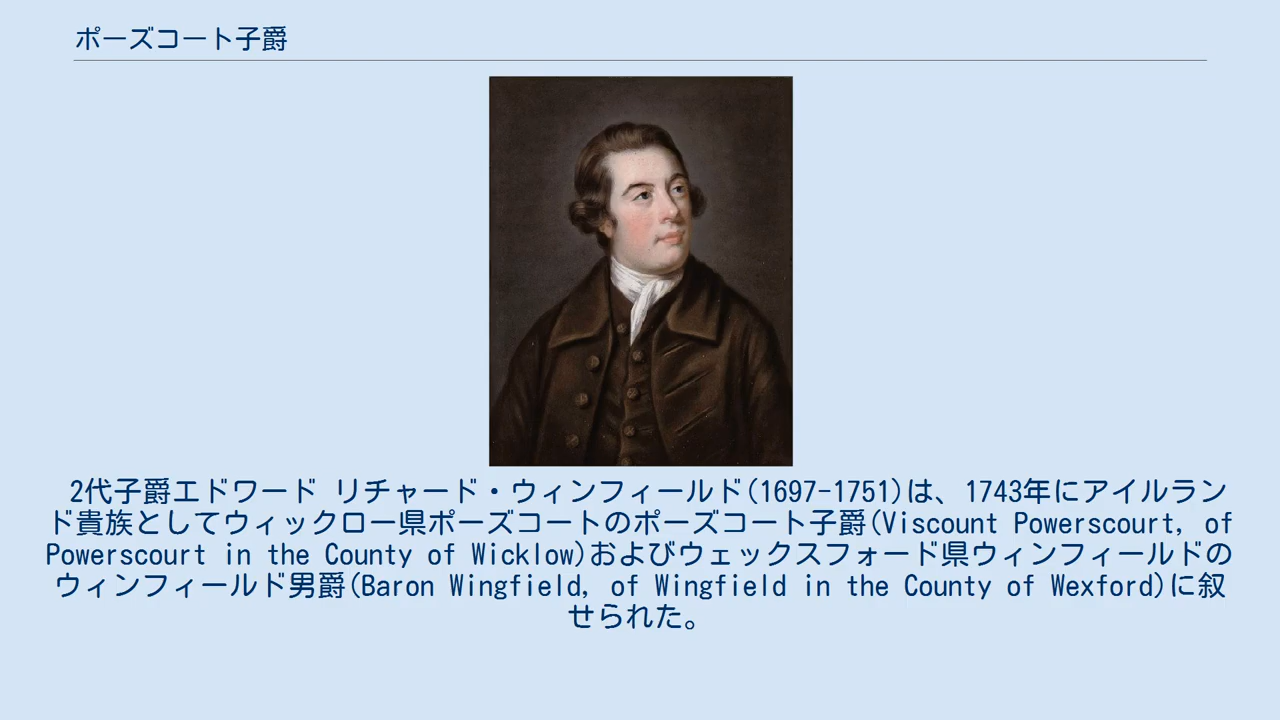 ポーズコート子爵
2代子爵エドワード リチャード・ウィンフィールド(1697-1751)は、1743年にアイルラン
ド貴族としてウィックロー県ポーズコートのポーズコート子爵(Viscount Powerscourt, of
Powerscourt in the County of Wicklow)およびウェックスフォード県ウィンフィールドの
ウィンフィールド男爵(Baron Wingfield, of Wingfield in the County of Wexford)に叙
せられた。